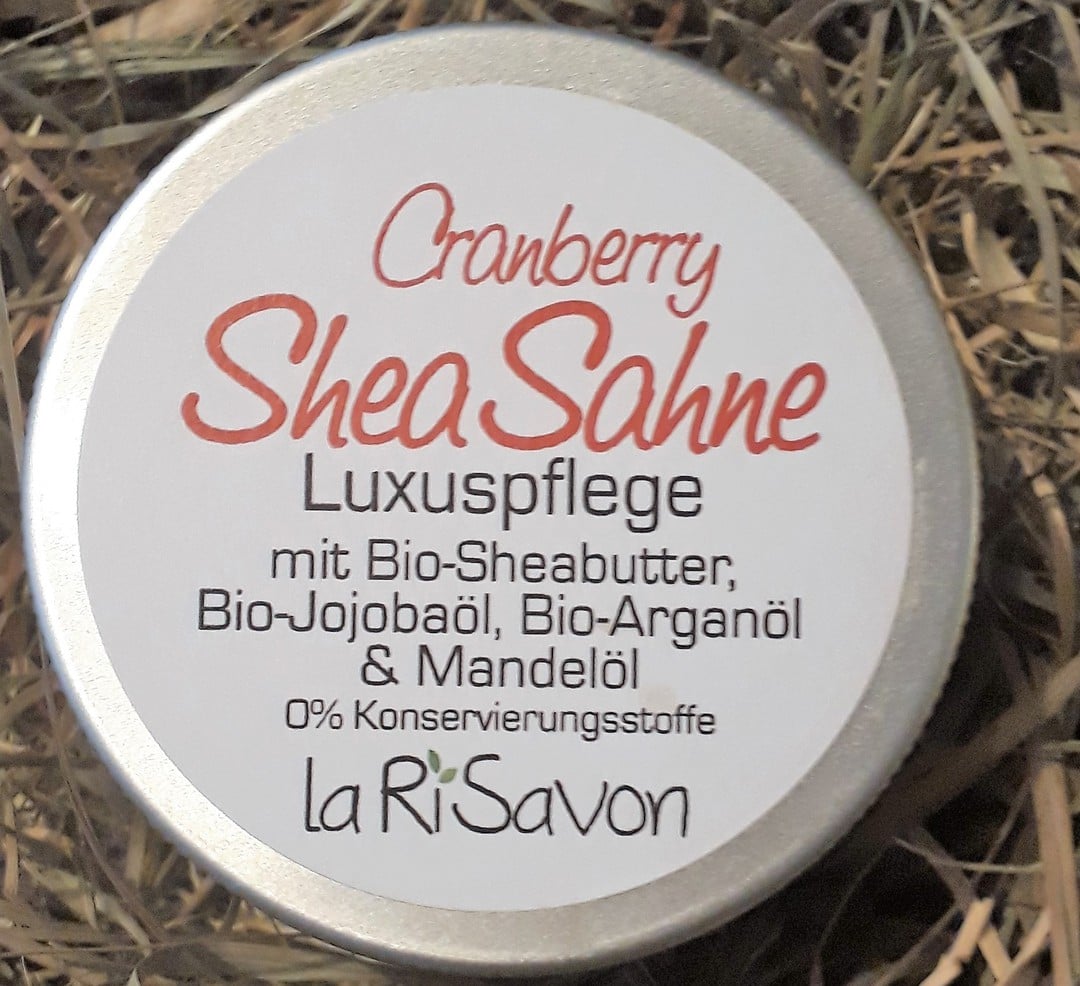 Cranberry
SheaSahne
Luxuspflege
mit Bio-Sheabutter,
Bio-Jojobaöl, Bio-Arganöl
& Mandelöl
0% Konservierungsstoffe
la RiSavon